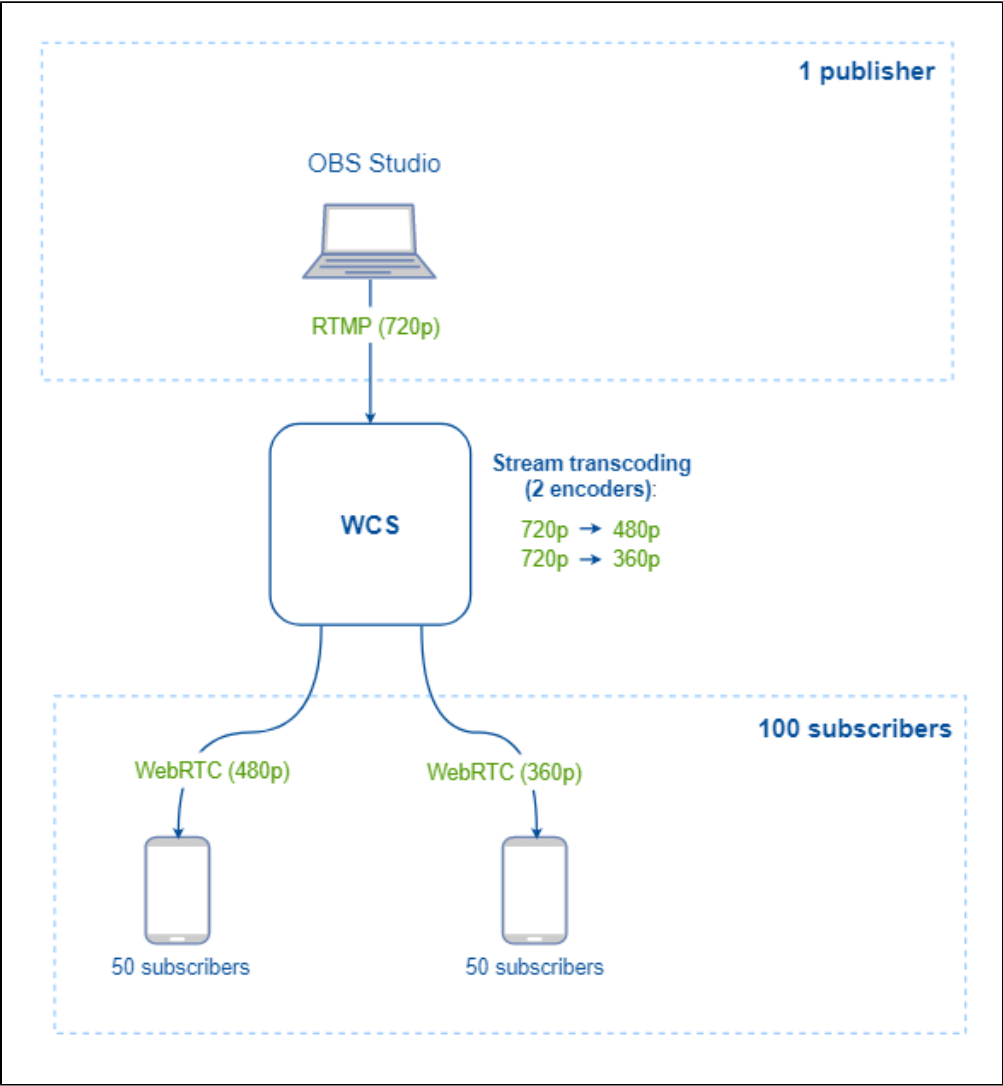 1 publisher
OBS Studio
RTMP (720p)
WCS
Stream transcoding
(2 encoders):
720p → 480p
720p → 360p
100 subscribers
WebRTC (480p)
WebRTC (360p)
50 subscribers
50 subscribers